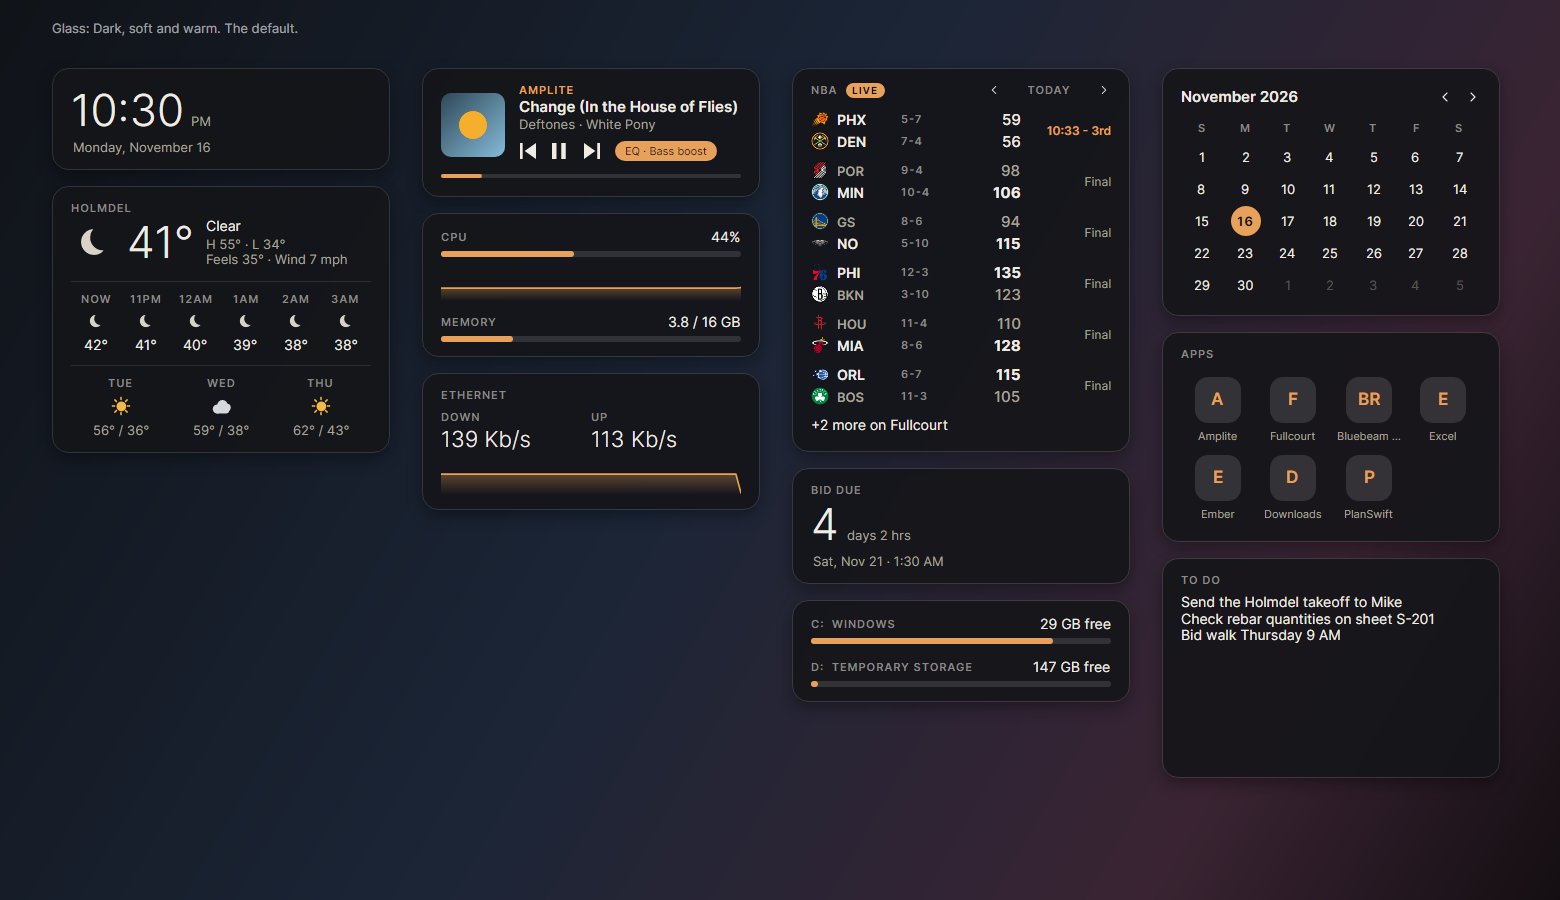 Glass: Dark, soft and warm. The default.
10:30 PM
Monday, November 16
HOLMDEL
41°
Clear
H 55° · L 34°
Feels 35° · Wind 7 mph
NOW 11PM 12AM 1AM 2AM 3AM
42° 41° 40° 39° 38° 38°
TUE WED THU
56° / 36° 59° / 38° 62° / 43°
AMPLITE
Change (In the House of Flies)
Deftones · White Pony
EQ · Bass boost
CPU 44%
MEMORY 3.8 / 16 GB
ETHERNET
DOWN UP
139 Kb/s 113 Kb/s
NBA LIVE TODAY
PHX 5-7 59
10:33 - 3rd
DEN 7-4 56
POR 9-4 98
Final
MIN 10-4 106
GS 8-6 94
Final
NO 5-10 115
PHI 12-3 135
Final
BKN 3-10 123
HOU 11-4 110
Final
MIA 8-6 128
ORL 6-7 115
Final
BOS 11-3 105
+2 more on Fullcourt
BID DUE
4 days 2 hrs
Sat, Nov 21 · 1:30 AM
C: WINDOWS 29 GB free
D: TEMPORARY STORAGE 147 GB free
November 2026
S M T W T F S
1 2 3 4 5 6 7
8 9 10 11 12 13 14
15 16 17 18 19 20 21
22 23 24 25 26 27 28
29 30 1 2 3 4 5
APPS
A F BR E
Amplite Fullcourt Bluebeam ... Excel
E D P
Ember Downloads PlanSwift
TO DO
Send the Holmdel takeoff to Mike
Check rebar quantities on sheet S-201
Bid walk Thursday 9 AM